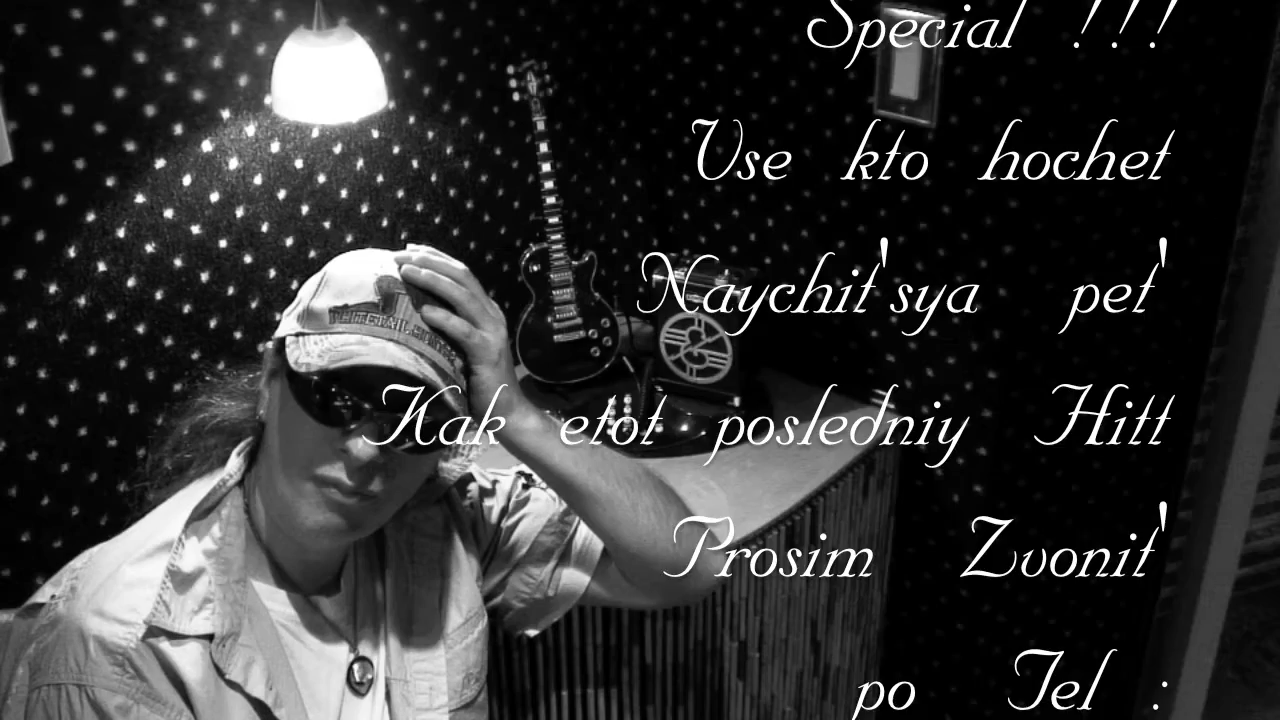 Special !!!
Vse kto hochet
Naychit'sya pet'
Kak etot posledniy Hitt
Prosim Zvonit'
po Tel :